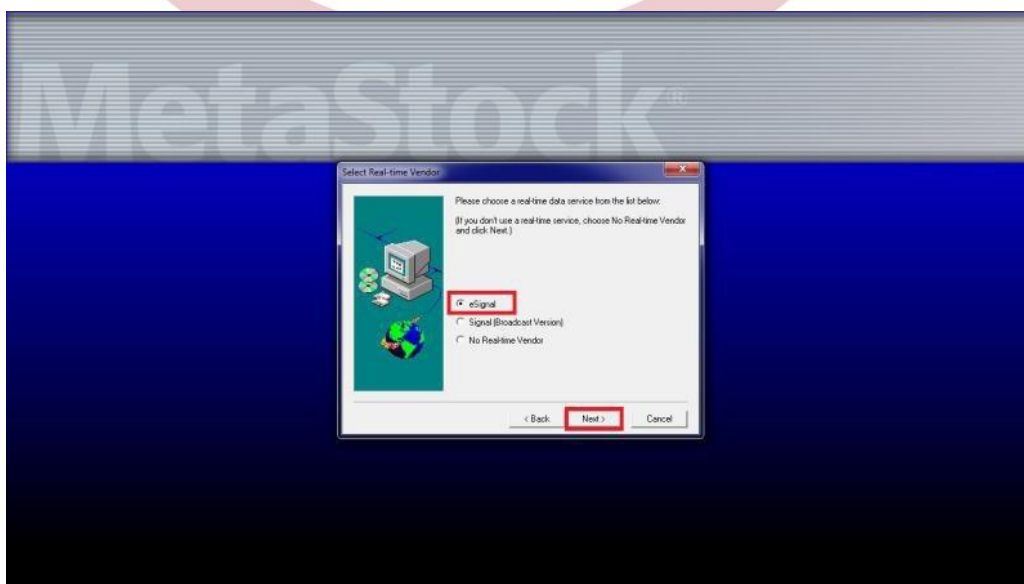 MetaStock®
Select Real-time Vendor
Please choose a real-time data service from the list below:
(If you don't use a real-time service, choose No Real-time Vendor
and click Next.)
eSignal
Signal (Broadcast Version)
No Real-time Vendor
< Back Next > Cancel